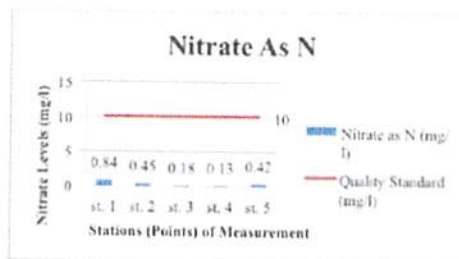 Nitrate As N
Nitrate Levels (mg/l)
15
10
5
0
0.84 0.45 0.18 0.13 0.42
st. 1 st. 2 st. 3 st. 4 st. 5
Stations (Points) of Measurement
10
Nitrate as N (mg/
l)
Quality Standard
(mg/l)